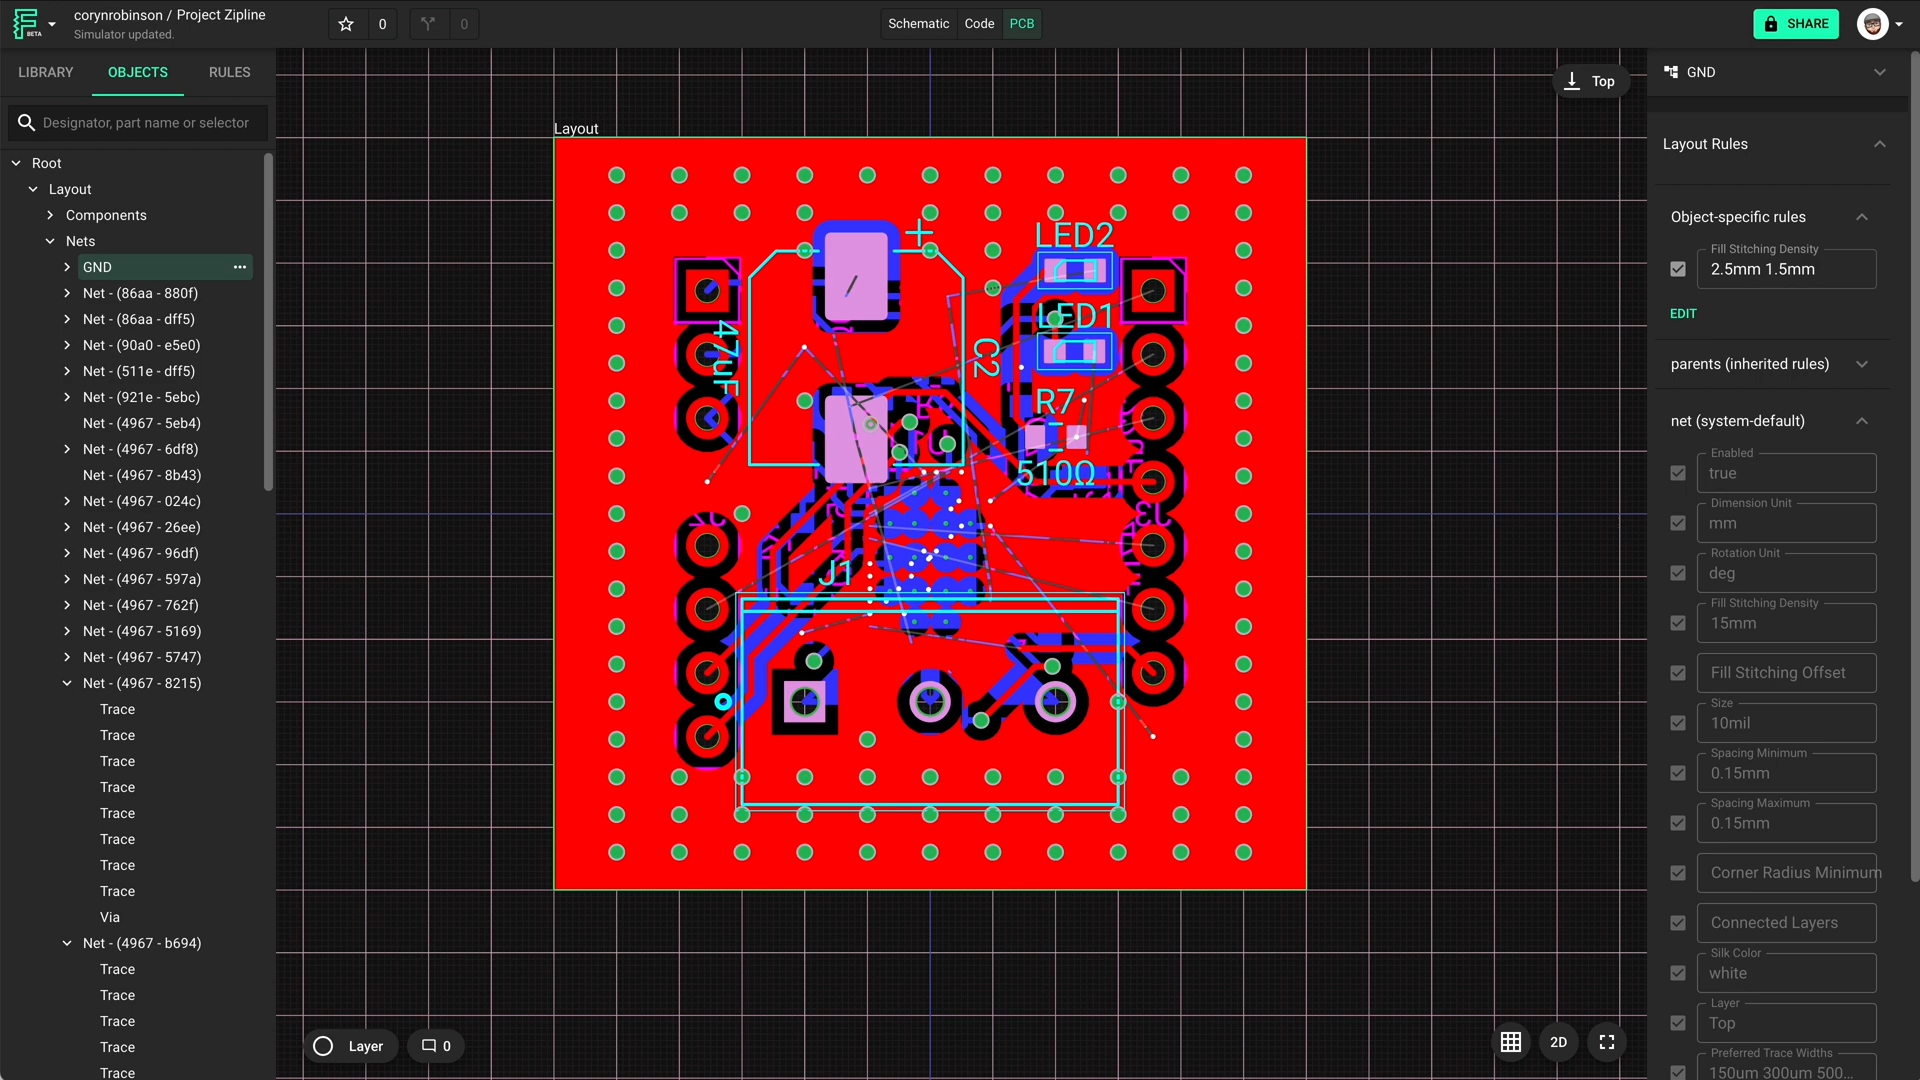 BETA
corynrobinson / Project Zipline
Simulator updated.
0
0
Schematic
Code
PCB
SHARE
LIBRARY
OBJECTS
RULES
Designator, part name or selector
Root
Layout
Components
Nets
GND
Net - (86aa - 880f)
Net - (86aa - dff5)
Net - (90a0 - e5e0)
Net - (511e - dff5)
Net - (921e - 5ebc)
Net - (4967 - 5eb4)
Net - (4967 - 6df8)
Net - (4967 - 8b43)
Net - (4967 - 024c)
Net - (4967 - 26ee)
Net - (4967 - 96df)
Net - (4967 - 597a)
Net - (4967 - 762f)
Net - (4967 - 5169)
Net - (4967 - 5747)
Net - (4967 - 8215)
Trace
Trace
Trace
Trace
Trace
Trace
Trace
Trace
Via
Net - (4967 - b694)
Trace
Trace
Trace
Trace
Trace
Layout
Top
+
LED2
LED1
47uF
C2
R7
510Ω
J1
J2
J3
Layer
0
2D
GND
Layout Rules
Object-specific rules
Fill Stitching Density
2.5mm 1.5mm
EDIT
parents (inherited rules)
net (system-default)
Enabled
true
Dimension Unit
mm
Rotation Unit
deg
Fill Stitching Density
15mm
Fill Stitching Offset
Size
10mil
Spacing Minimum
0.15mm
Spacing Maximum
0.15mm
Corner Radius Minimum
Connected Layers
Silk Color
white
Layer
Top
Preferred Trace Widths
150um 300um 500...